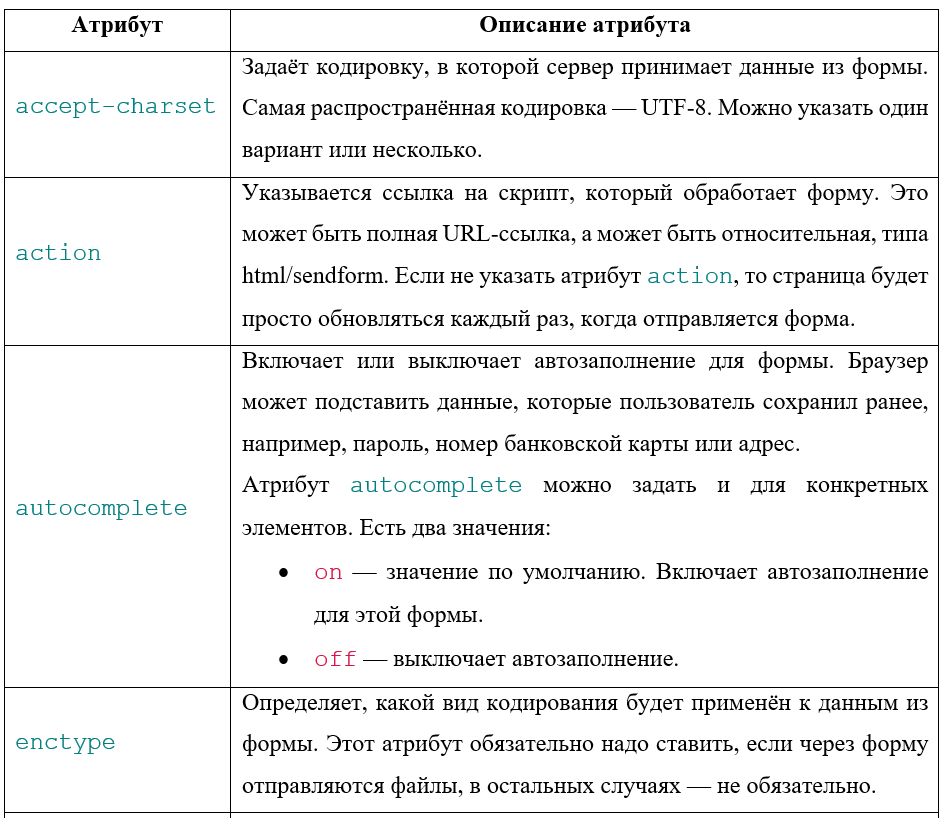 Атрибут
Описание атрибута
accept-charset
Задаёт кодировку, в которой сервер принимает данные из формы.
Самая распространённая кодировка — UTF-8. Можно указать один
вариант или несколько.
action
Указывается ссылка на скрипт, который обработает форму. Это
может быть полная URL-ссылка, а может быть относительная, типа
html/sendform. Если не указать атрибут action, то страница будет
просто обновляться каждый раз, когда отправляется форма.
autocomplete
Включает или выключает автозаполнение для формы. Браузер
может подставить данные, которые пользователь сохранил ранее,
например, пароль, номер банковской карты или адрес.
Атрибут autocomplete можно задать и для конкретных
элементов. Есть два значения:
• on — значение по умолчанию. Включает автозаполнение
для этой формы.
• off — выключает автозаполнение.
enctype
Определяет, какой вид кодирования будет применён к данным из
формы. Этот атрибут обязательно надо ставить, если через форму
отправляются файлы, в остальных случаях — не обязательно.